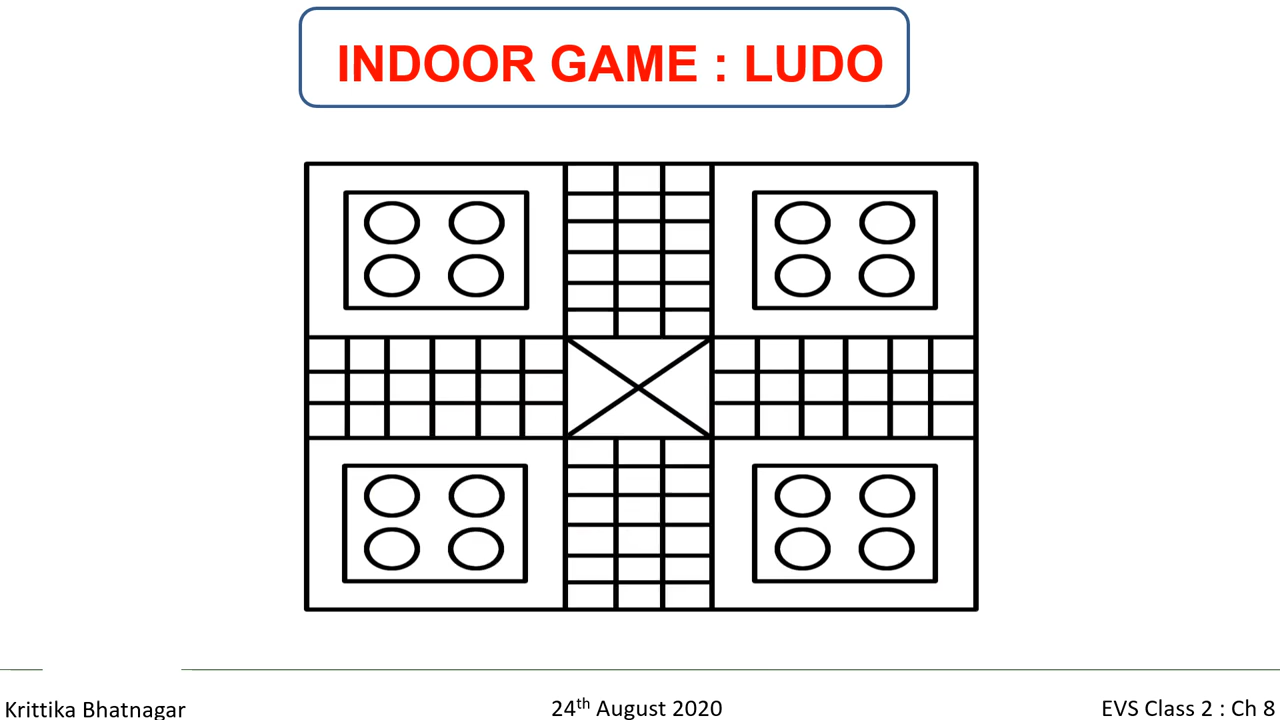 INDOOR GAME : LUDO
Krittika Bhatnagar
24th August 2020
EVS Class 2 : Ch 8